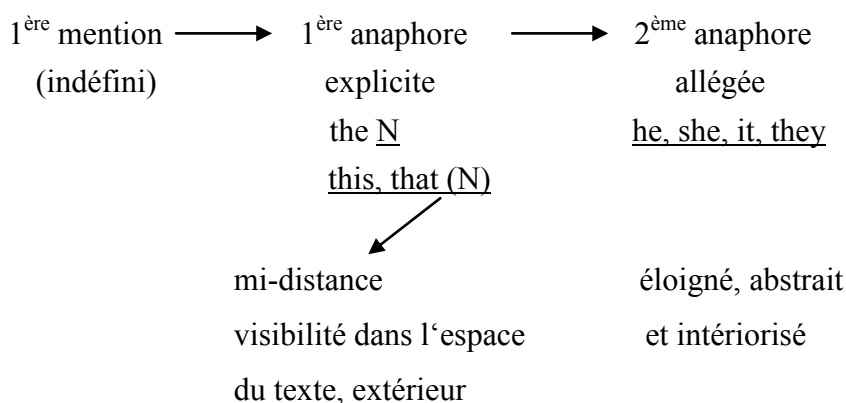 1ère mention 1ère anaphore 2ème anaphore
(indéfini) explicite allégée
the N he, she, it, they
this, that (N)
mi-distance éloigné, abstrait
visibilité dans l‘espace et intériorisé
du texte, extérieur